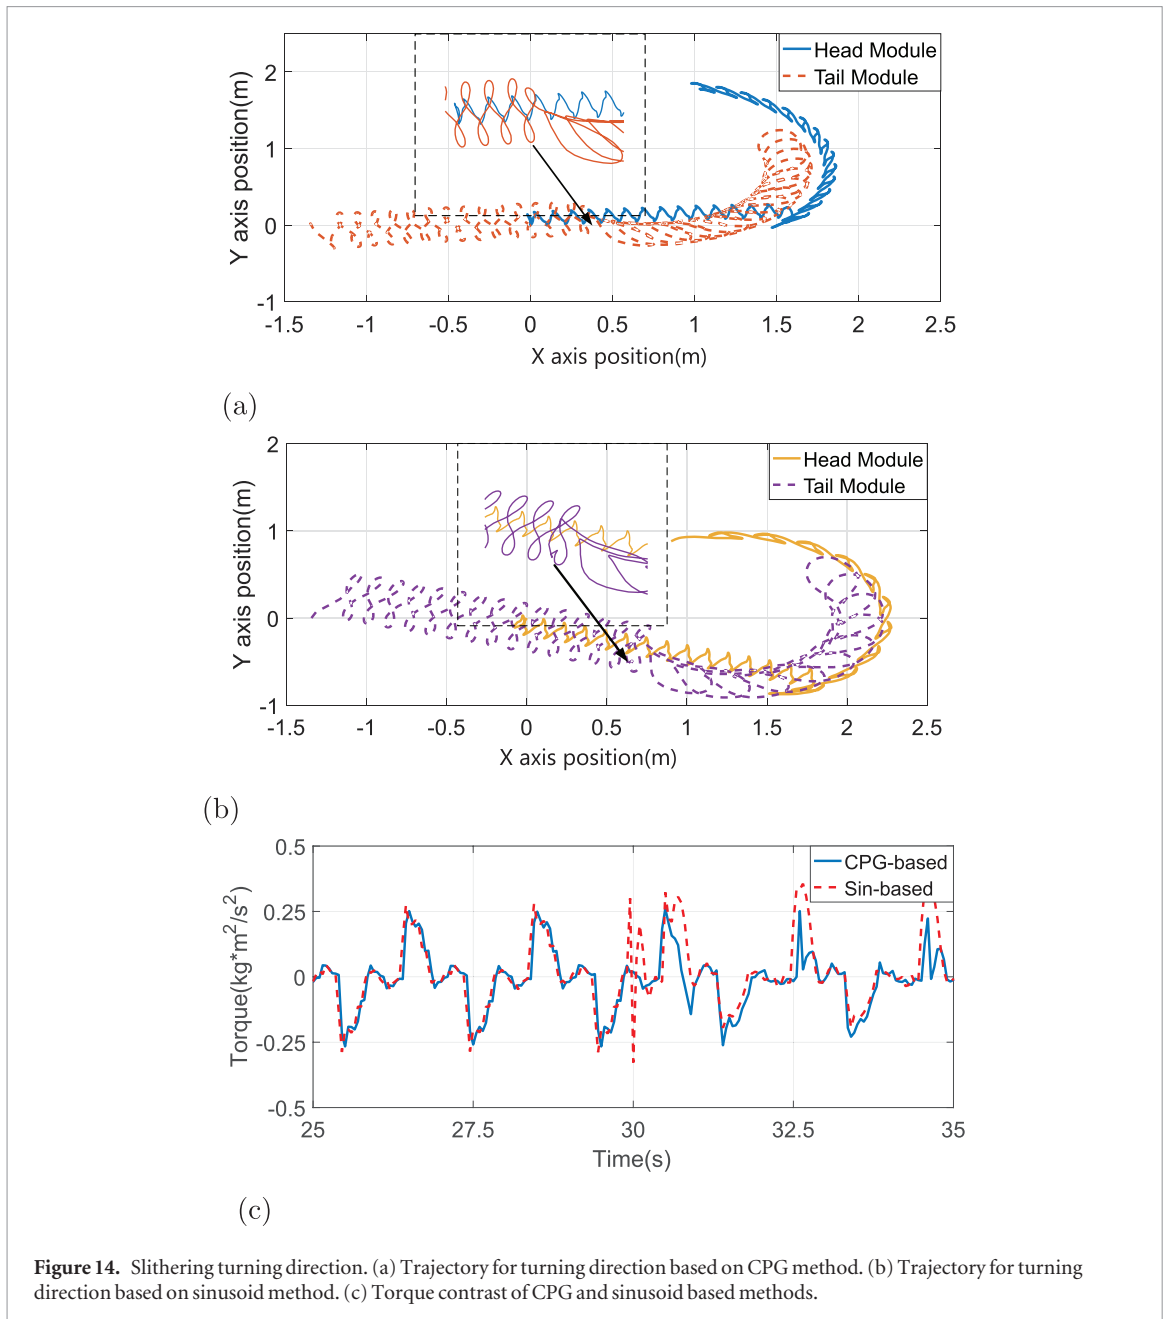 2
1
0
-1
Y axis position(m)
Head Module
Tail Module
-1.5 -1 -0.5 0 0.5 1 1.5 2 2.5
X axis position(m)
(a)
2
1
0
-1
Y axis position(m)
Head Module
Tail Module
-1.5 -1 -0.5 0 0.5 1 1.5 2 2.5
X axis position(m)
(b)
0.5
0.25
0
-0.25
-0.5
Torque(kg*m²/s²)
CPG-based
Sin-based
25 27.5 30 32.5 35
Time(s)
(c)
Figure 14. Slithering turning direction. (a) Trajectory for turning direction based on CPG method. (b) Trajectory for turning
direction based on sinusoid method. (c) Torque contrast of CPG and sinusoid based methods.